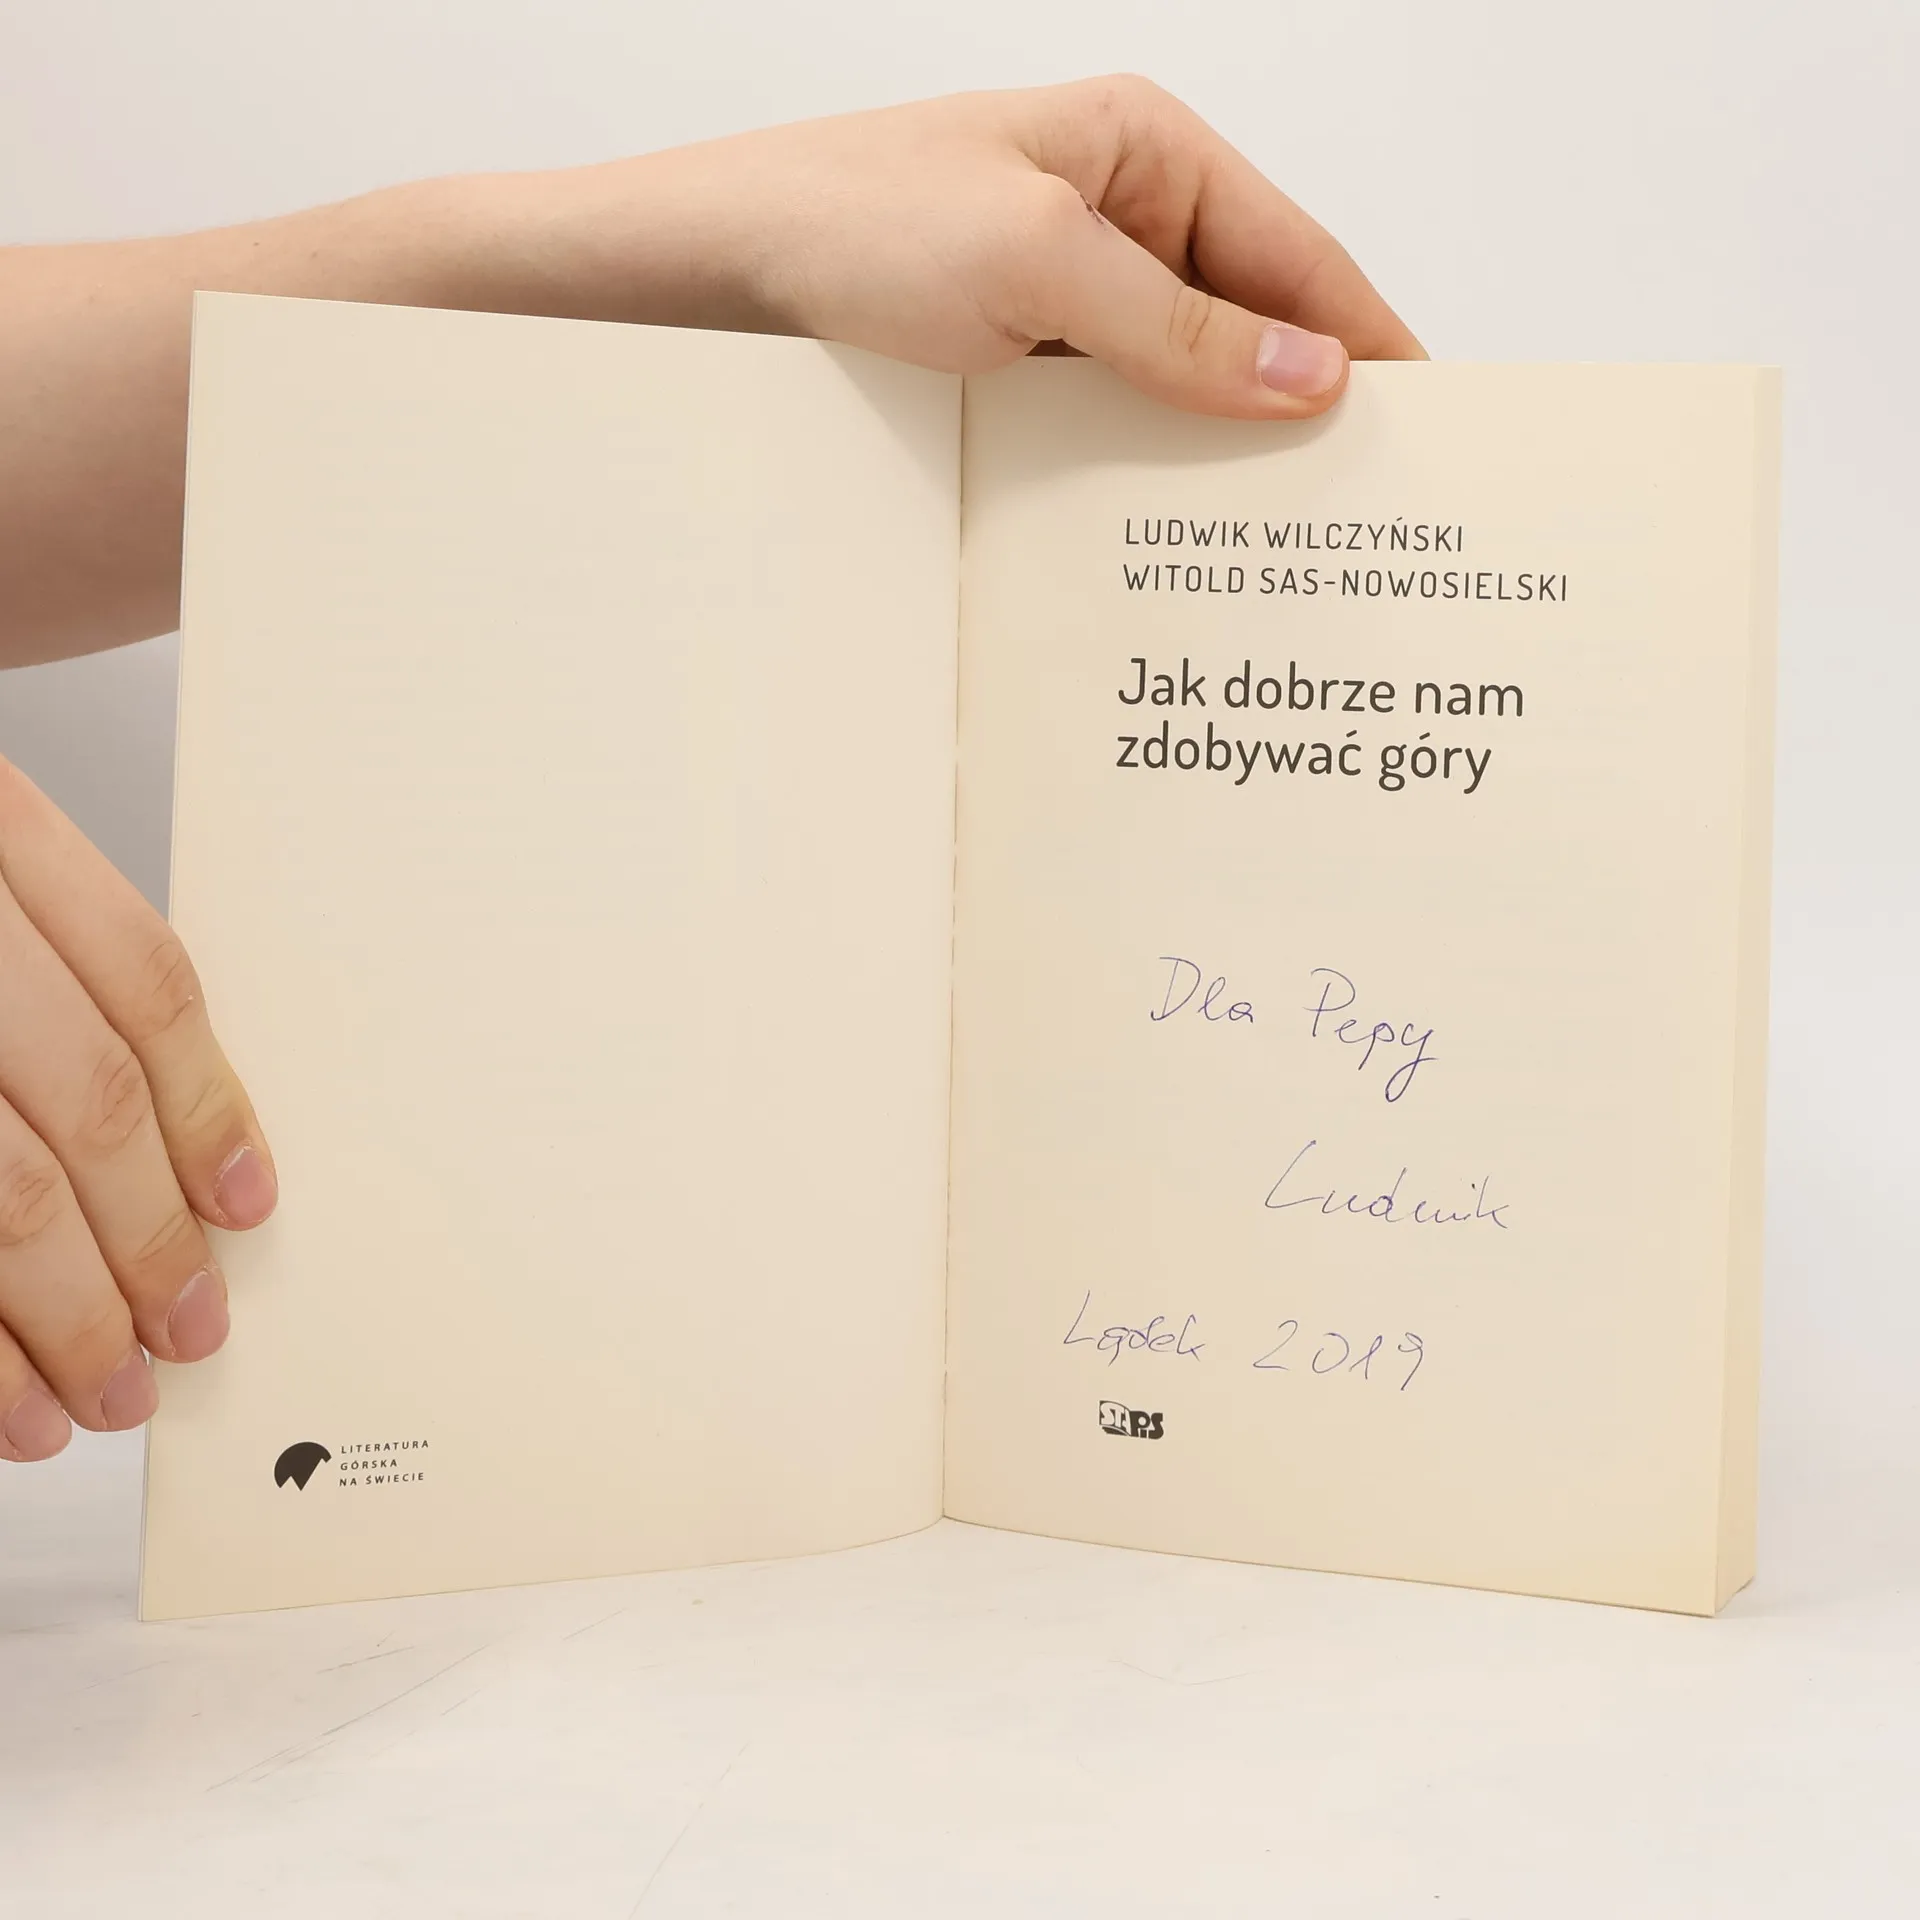 LITERATURA
GÓRSKA
NA ŚWIECIE
LUDWIK WILCZYŃSKI
WITOLD SAS-NOWOSIELSKI
Jak dobrze nam
zdobywać góry
Dla Pepy
Ludwik
Lądek 2019
STAPIS